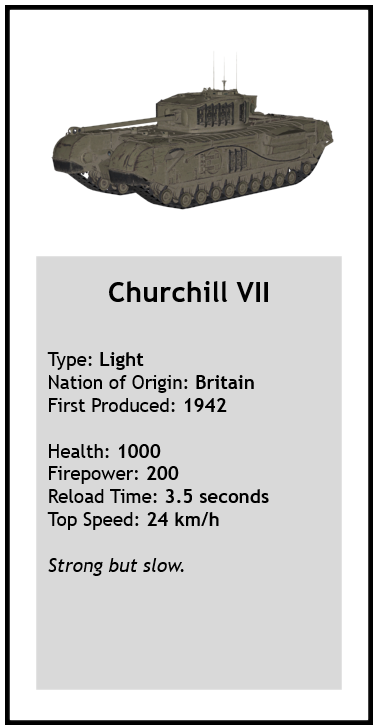 Churchill VII
Type: Light
Nation of Origin: Britain
First Produced: 1942
Health: 1000
Firepower: 200
Reload Time: 3.5 seconds
Top Speed: 24 km/h
Strong but slow.